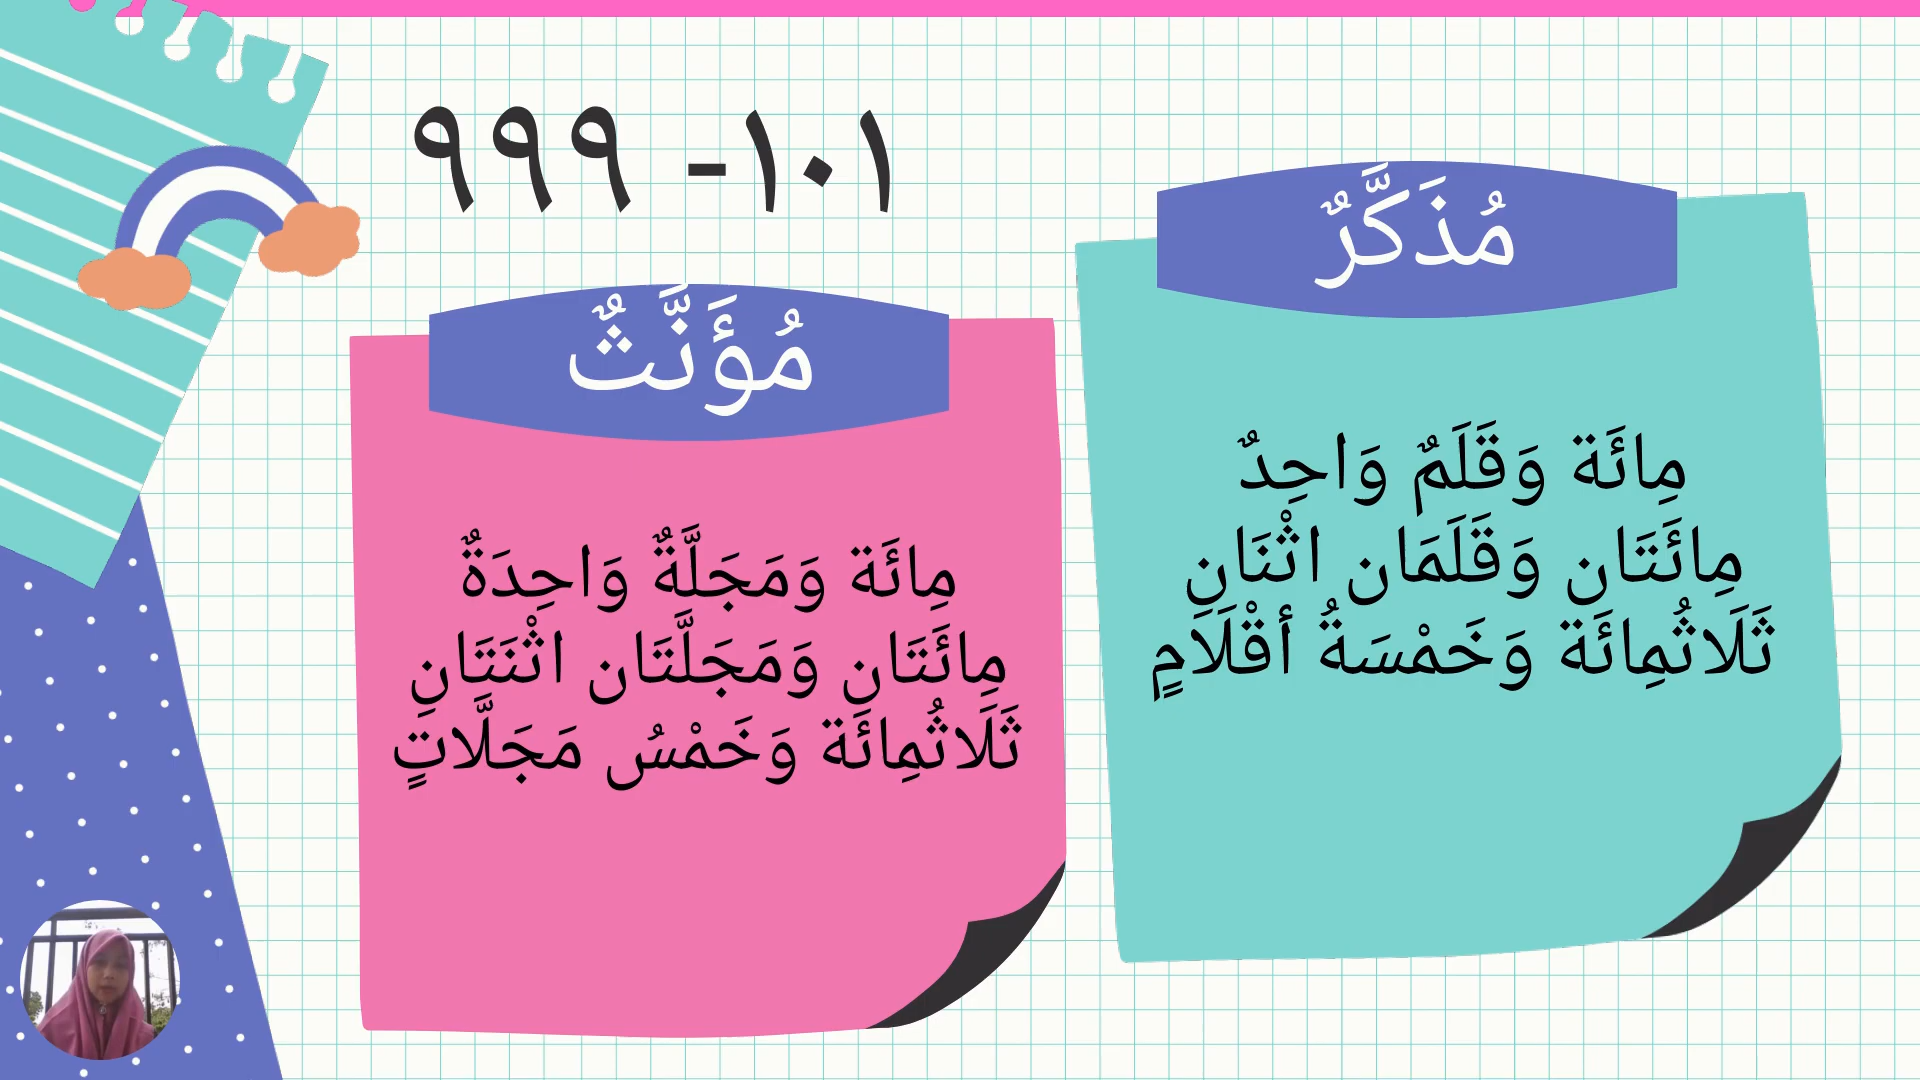 ١٠١- ٩٩٩
مُذَكَّرٌ
مِائَة وَقَلَمٌ وَاحِدٌ
مِائَتَانِ وَقَلَمَانِ اثْنَانِ
ثَلَاثُمِائَة وَخَمْسَةُ أقْلَامٍ
مُؤَنَّثٌ
مِائَة وَمَجَلَّةٌ وَاحِدَةٌ
مِائَتَانِ وَمَجَلَّتَانِ اثْنَتَانِ
ثَلَاثُمِائَة وَخَمْسُ مَجَلَّاتٍ